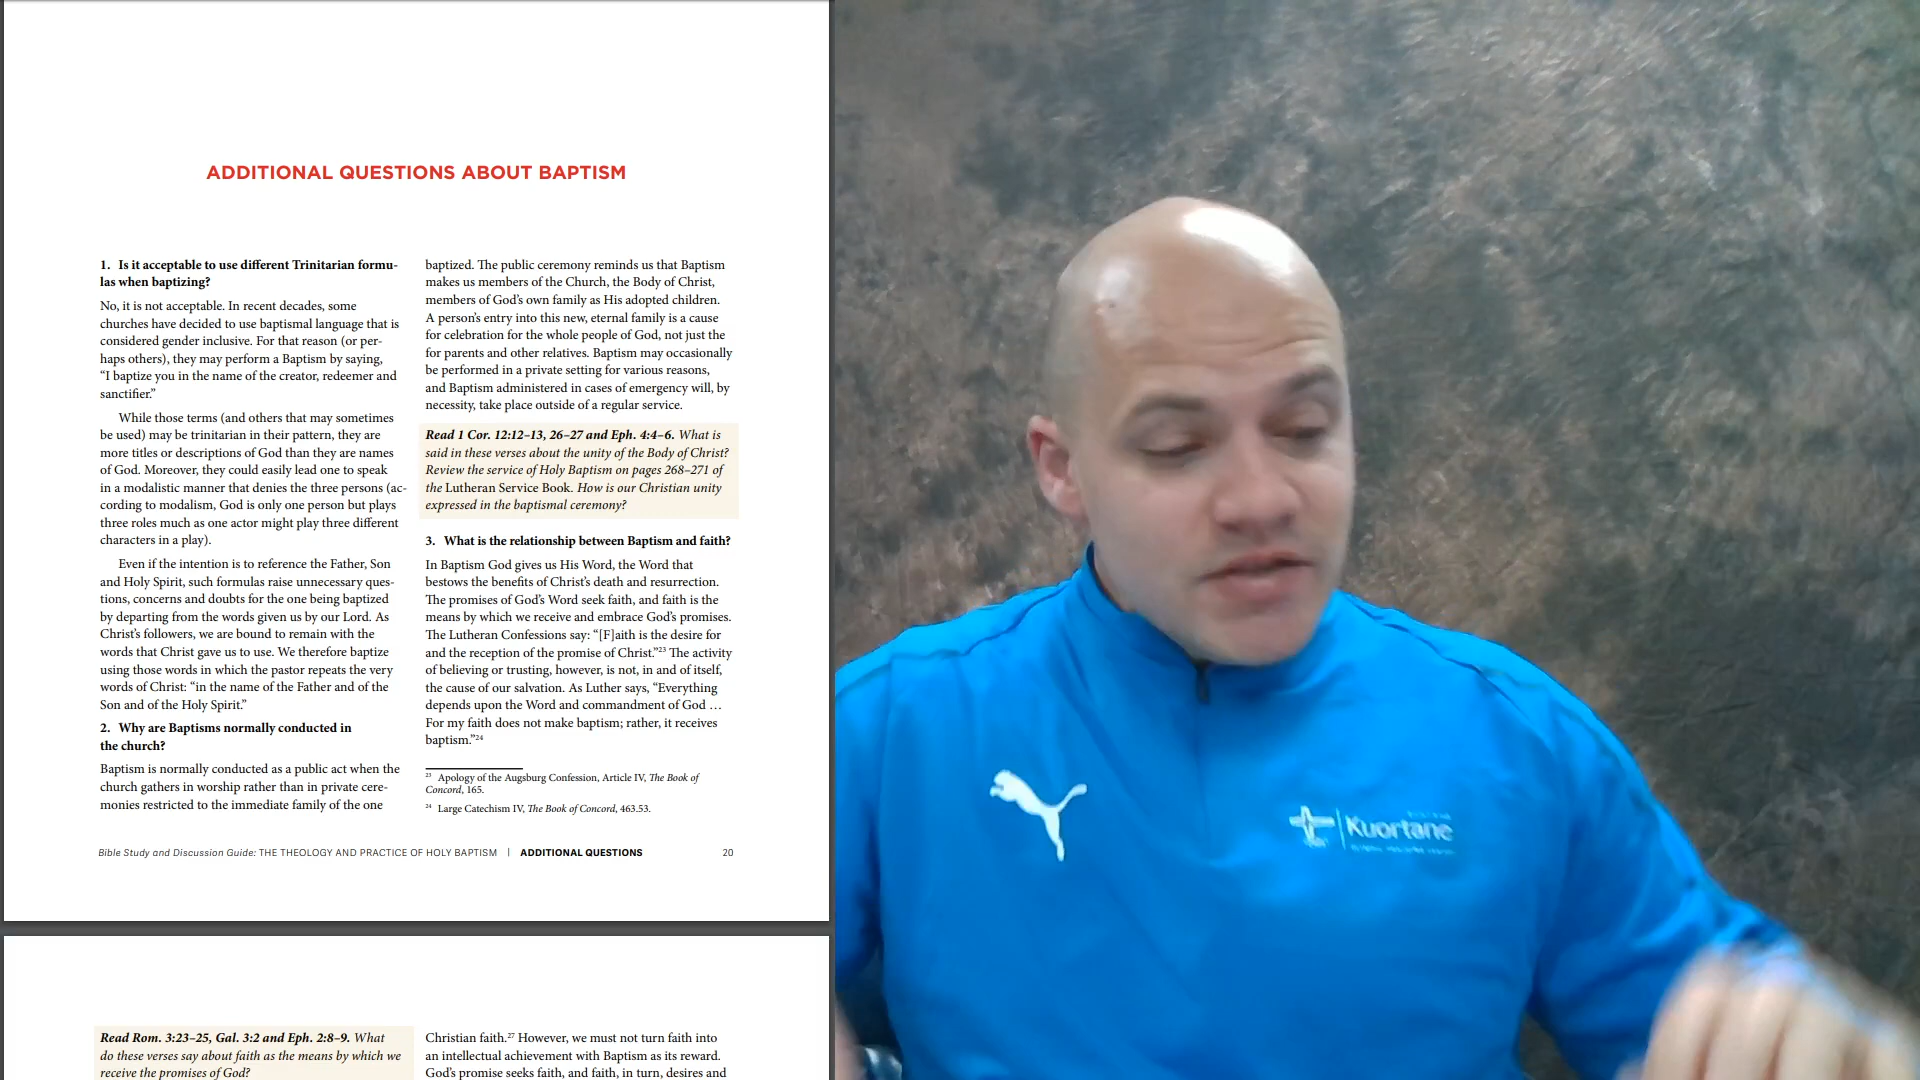 ADDITIONAL QUESTIONS ABOUT BAPTISM
1. Is it acceptable to use different Trinitarian formu-
las when baptizing?
No, it is not acceptable. In recent decades, some
churches have decided to use baptismal language that is
considered gender inclusive. For that reason (or per-
haps others), they may perform a Baptism by saying,
“I baptize you in the name of the creator, redeemer and
sanctifier.”
While those terms (and others that may sometimes
be used) may be trinitarian in their pattern, they are
more titles or descriptions of God than they are names
of God. Moreover, they could easily lead one to speak
in a modalistic manner that denies the three persons (ac-
cording to modalism, God is only one person but plays
three roles much as one actor might play three different
characters in a play).
Even if the intention is to reference the Father, Son
and Holy Spirit, such formulas raise unnecessary ques-
tions, concerns and doubts for the one being baptized
by departing from the words given us by our Lord. As
Christ’s followers, we are bound to remain with the
words that Christ gave us to use. We therefore baptize
using those words in which the pastor repeats the very
words of Christ: “in the name of the Father and of the
Son and of the Holy Spirit.”
2. Why are Baptisms normally conducted in
the church?
Baptism is normally conducted as a public act when the
church gathers in worship rather than in private cere-
monies restricted to the immediate family of the one
baptized. The public ceremony reminds us that Baptism
makes us members of the Church, the Body of Christ,
members of God’s own family as His adopted children.
A person’s entry into this new, eternal family is a cause
for celebration for the whole people of God, not just the
for parents and other relatives. Baptism may occasionally
be performed in a private setting for various reasons,
and Baptism administered in cases of emergency will, by
necessity, take place outside of a regular service.
Read 1 Cor. 12:12–13, 26–27 and Eph. 4:4–6. What is
said in these verses about the unity of the Body of Christ?
Review the service of Holy Baptism on pages 268–271 of
the Lutheran Service Book. How is our Christian unity
expressed in the baptismal ceremony?
3. What is the relationship between Baptism and faith?
In Baptism God gives us His Word, the Word that
bestows the benefits of Christ’s death and resurrection.
The promises of God’s Word seek faith, and faith is the
means by which we receive and embrace God’s promises.
The Lutheran Confessions say: “[F]aith is the desire for
and the reception of the promise of Christ.”23 The activity
of believing or trusting, however, is not, in and of itself,
the cause of our salvation. As Luther says, “Everything
depends upon the Word and commandment of God …
For my faith does not make baptism; rather, it receives
baptism.”24
23 Apology of the Augsburg Confession, Article IV, The Book of
Concord, 165.
24 Large Catechism IV, The Book of Concord, 463.53.
Bible Study and Discussion Guide: THE THEOLOGY AND PRACTICE OF HOLY BAPTISM | ADDITIONAL QUESTIONS 20
Read Rom. 3:23–25, Gal. 3:2 and Eph. 2:8–9. What
do these verses say about faith as the means by which we
receive the promises of God?
Christian faith.27 However, we must not turn faith into
an intellectual achievement with Baptism as its reward.
God’s promise seeks faith, and faith, in turn, desires and
Kuortane